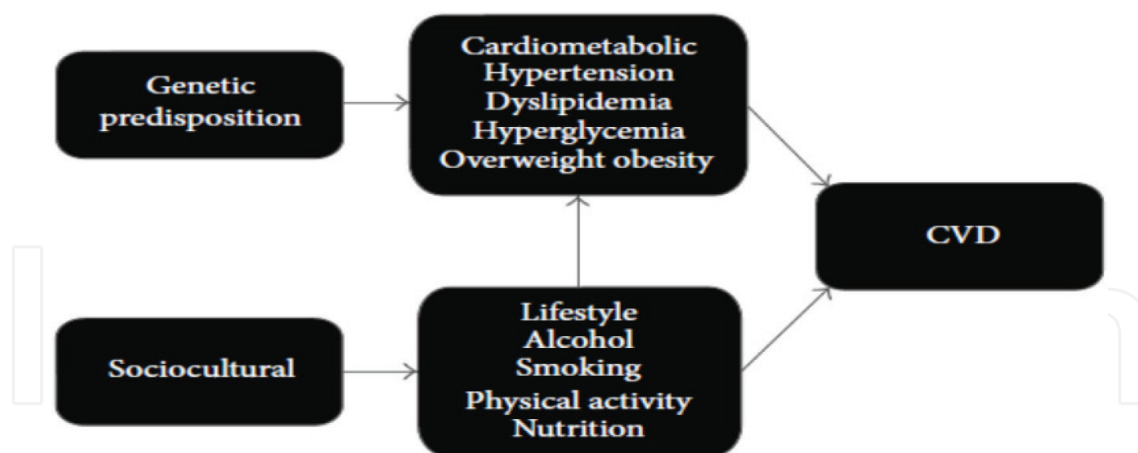 Genetic
predisposition
Cardiometabolic
Hypertension
Dyslipidemia
Hyperglycemia
Overweight obesity
CVD
Sociocultural
Lifestyle
Alcohol
Smoking
Physical activity
Nutrition